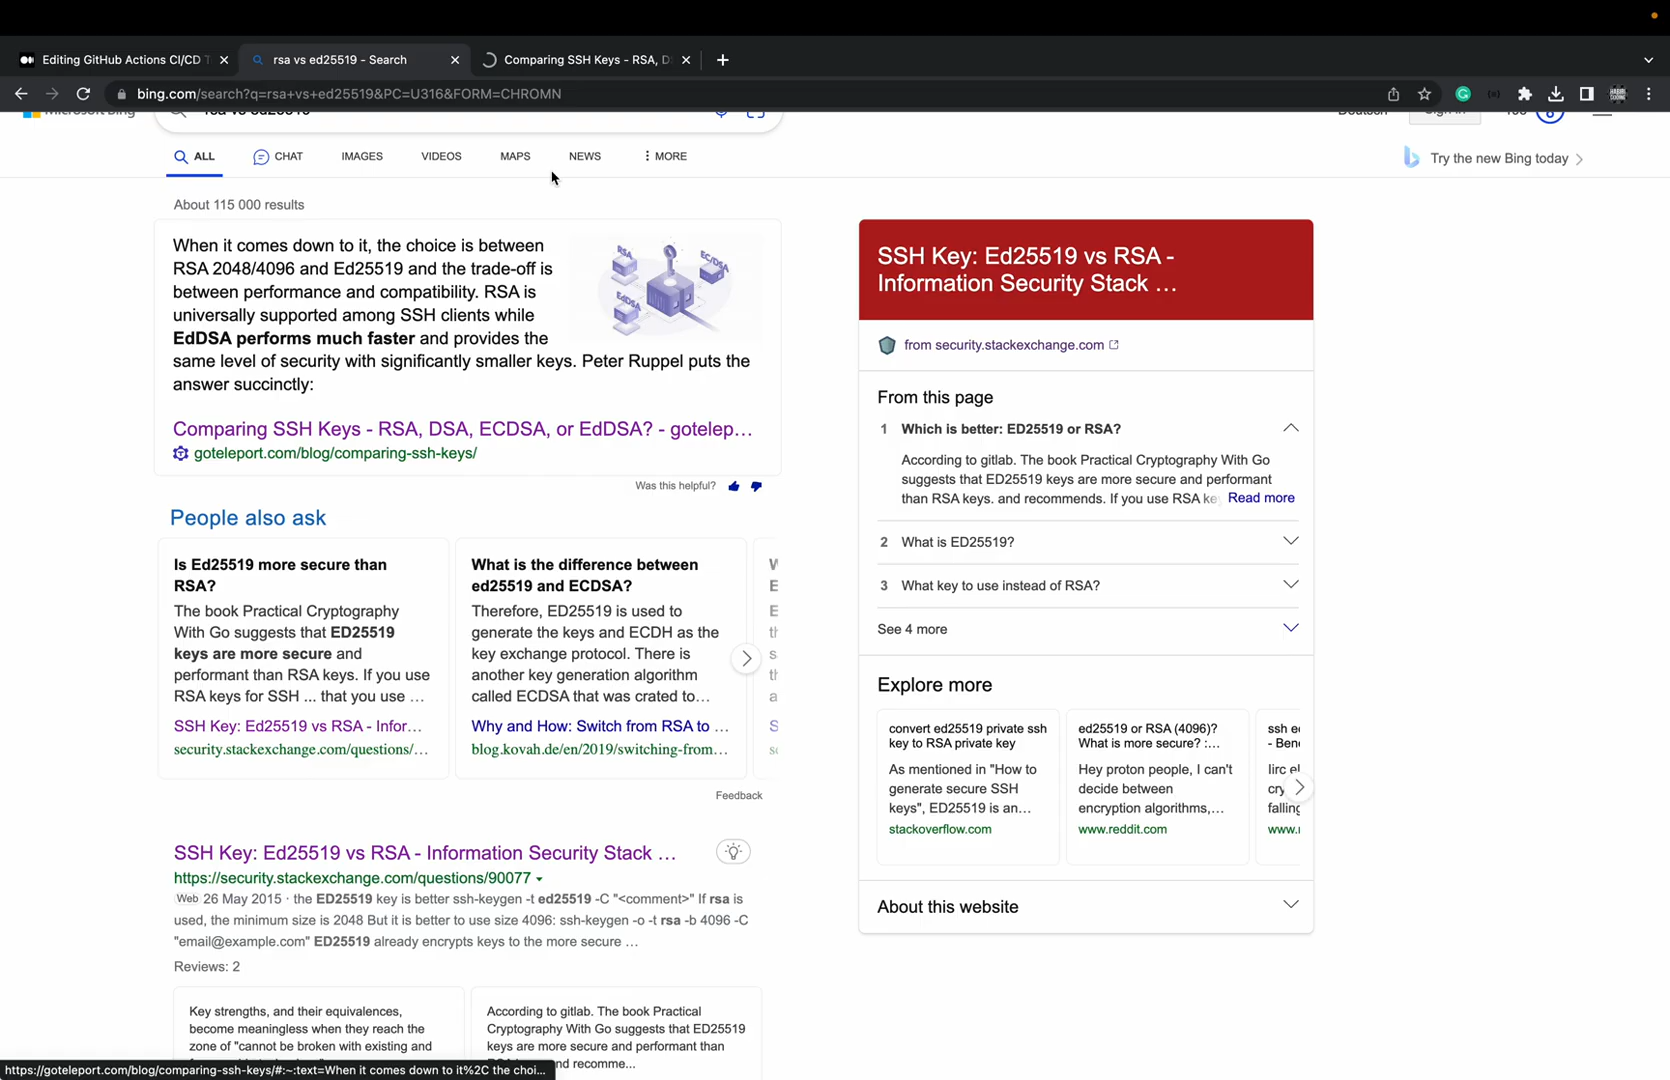 Editing GitHub Actions CI/CD T
rsa vs ed25519 - Search
Comparing SSH Keys - RSA, D
bing.com/search?q=rsa+vs+ed25519&PC=U316&FORM=CHROMN
Microsoft Bing
rsa vs ed25519
Deutsch
Sign in
ALL
CHAT
IMAGES
VIDEOS
MAPS
NEWS
MORE
Try the new Bing today
About 115 000 results
When it comes down to it, the choice is between
RSA 2048/4096 and Ed25519 and the trade-off is
between performance and compatibility. RSA is
universally supported among SSH clients while
EdDSA performs much faster and provides the
same level of security with significantly smaller keys. Peter Ruppel puts the
answer succinctly:
RSA
EC/DSA
EdDSA
Comparing SSH Keys - RSA, DSA, ECDSA, or EdDSA? - gotelep...
goteleport.com/blog/comparing-ssh-keys/
Was this helpful?
People also ask
Is Ed25519 more secure than
RSA?
The book Practical Cryptography
With Go suggests that ED25519
keys are more secure and
performant than RSA keys. If you use
RSA keys for SSH ... that you use ...
SSH Key: Ed25519 vs RSA - Infor...
security.stackexchange.com/questions/...
What is the difference between
ed25519 and ECDSA?
Therefore, ED25519 is used to
generate the keys and ECDH as the
key exchange protocol. There is
another key generation algorithm
called ECDSA that was crated to...
Why and How: Switch from RSA to ...
blog.kovah.de/en/2019/switching-from...
Feedback
SSH Key: Ed25519 vs RSA - Information Security Stack ...
https://security.stackexchange.com/questions/90077
Web 26 May 2015 · the ED25519 key is better ssh-keygen -t ed25519 -C "<comment>" If rsa is
used, the minimum size is 2048 But it is better to use size 4096: ssh-keygen -o -t rsa -b 4096 -C
"email@example.com" ED25519 already encrypts keys to the more secure ...
Reviews: 2
Key strengths, and their equivalences,
become meaningless when they reach the
zone of "cannot be broken with existing and
According to gitlab. The book Practical
Cryptography With Go suggests that ED25519
keys are more secure and performant than
nd recomme...
https://goteleport.com/blog/comparing-ssh-keys/#:~:text=When it comes down to it%2C the choi...
SSH Key: Ed25519 vs RSA -
Information Security Stack ...
from security.stackexchange.com
From this page
1 Which is better: ED25519 or RSA?
According to gitlab. The book Practical Cryptography With Go
suggests that ED25519 keys are more secure and performant
than RSA keys. and recommends. If you use RSA ke Read more
2 What is ED25519?
3 What key to use instead of RSA?
See 4 more
Explore more
convert ed25519 private ssh
key to RSA private key
As mentioned in "How to
generate secure SSH
keys", ED25519 is an...
stackoverflow.com
ed25519 or RSA (4096)?
What is more secure? :...
Hey proton people, I can't
decide between
encryption algorithms,...
www.reddit.com
ssh e
- Ben
Iirc el
cry
falling
www.r
About this website